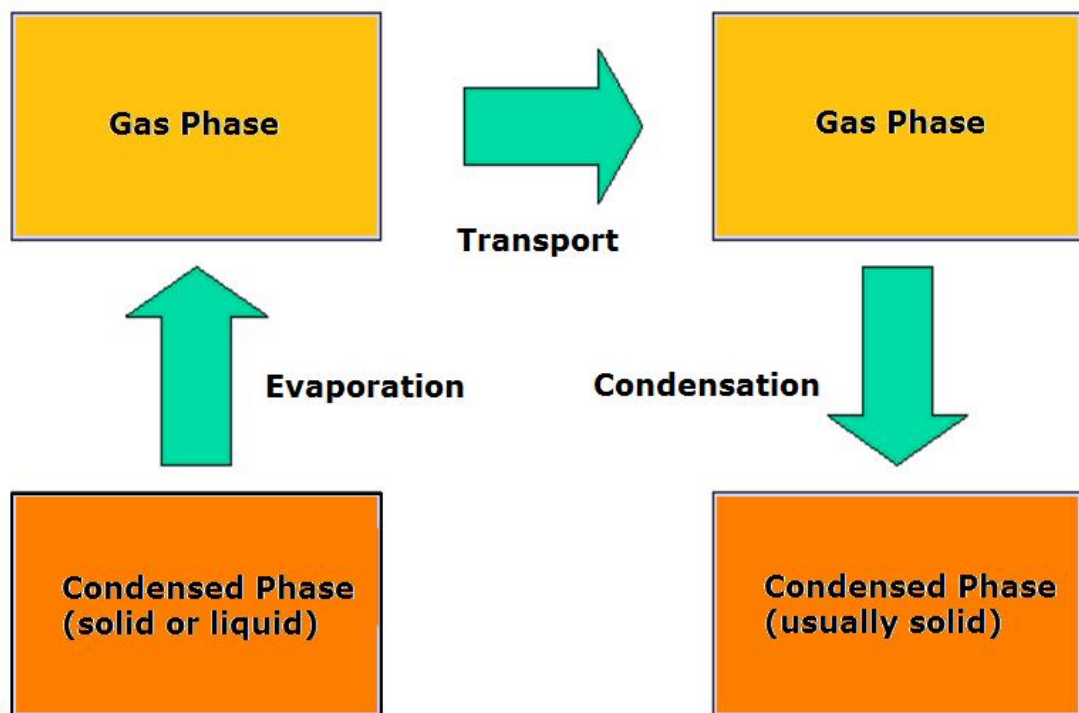 Gas Phase
Gas Phase
Transport
Evaporation
Condensation
Condensed Phase
(solid or liquid)
Condensed Phase
(usually solid)